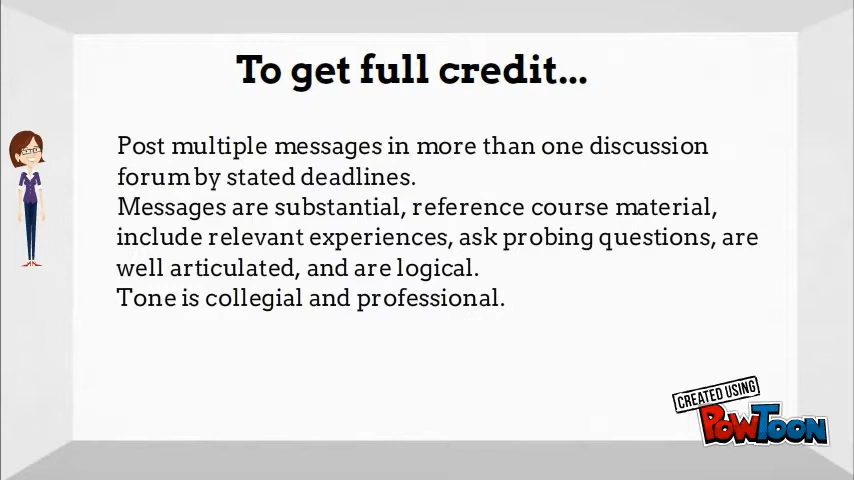 To get full credit...
Post multiple messages in more than one discussion
forum by stated deadlines.
Messages are substantial, reference course material,
include relevant experiences, ask probing questions, are
well articulated, and are logical.
Tone is collegial and professional.
CREATED USING
POWTOON